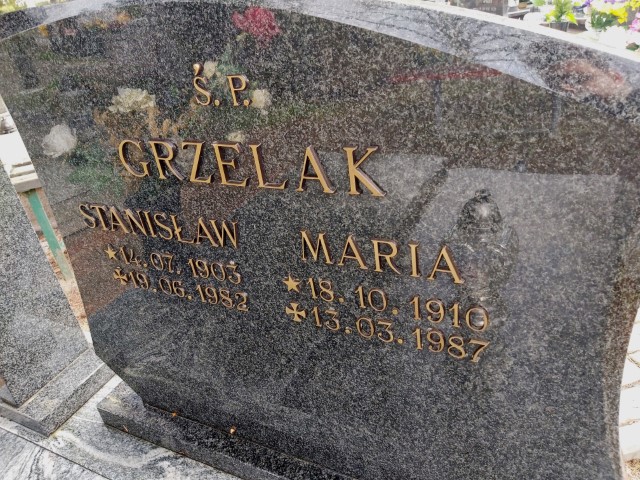 Ś. P.
GRZELAK
STANISŁAW
★14.07.1903
✠19.06.1982
MARIA
★18.10.1910
✠13.03.1987